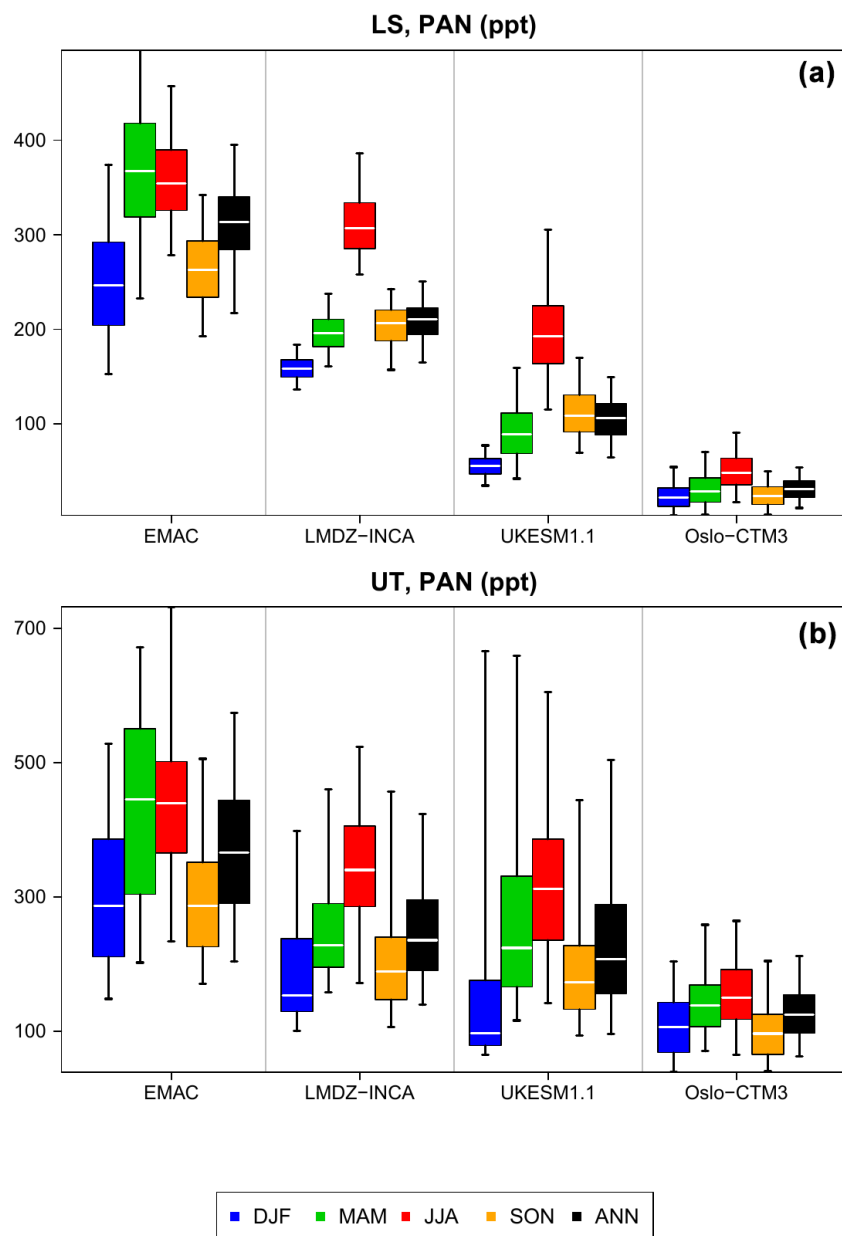 LS, PAN (ppt)
(a)
400
300
200
100
EMAC LMDZ−INCA UKESM1.1 Oslo−CTM3
UT, PAN (ppt)
(b)
700
500
300
100
EMAC LMDZ−INCA UKESM1.1 Oslo−CTM3
DJF MAM JJA SON ANN